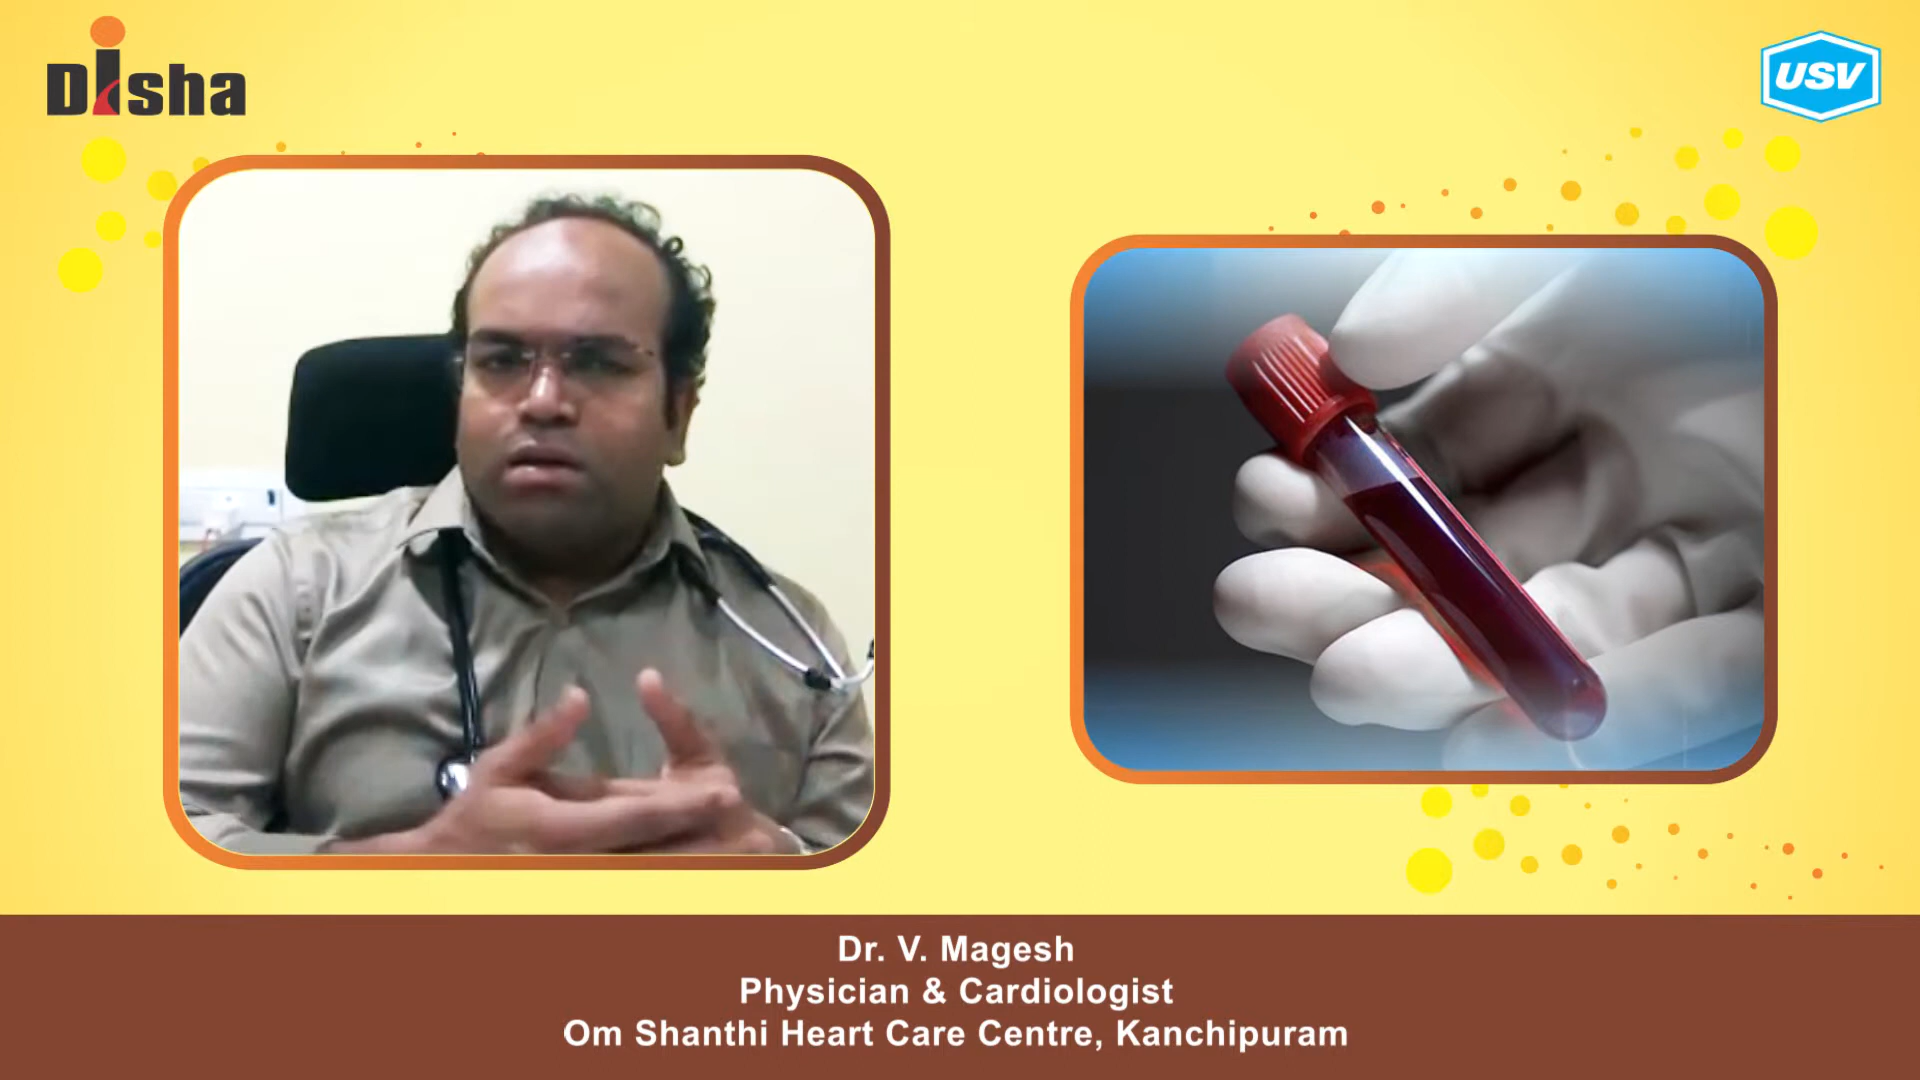 Disha
USV
Dr. V. Magesh
Physician & Cardiologist
Om Shanthi Heart Care Centre, Kanchipuram